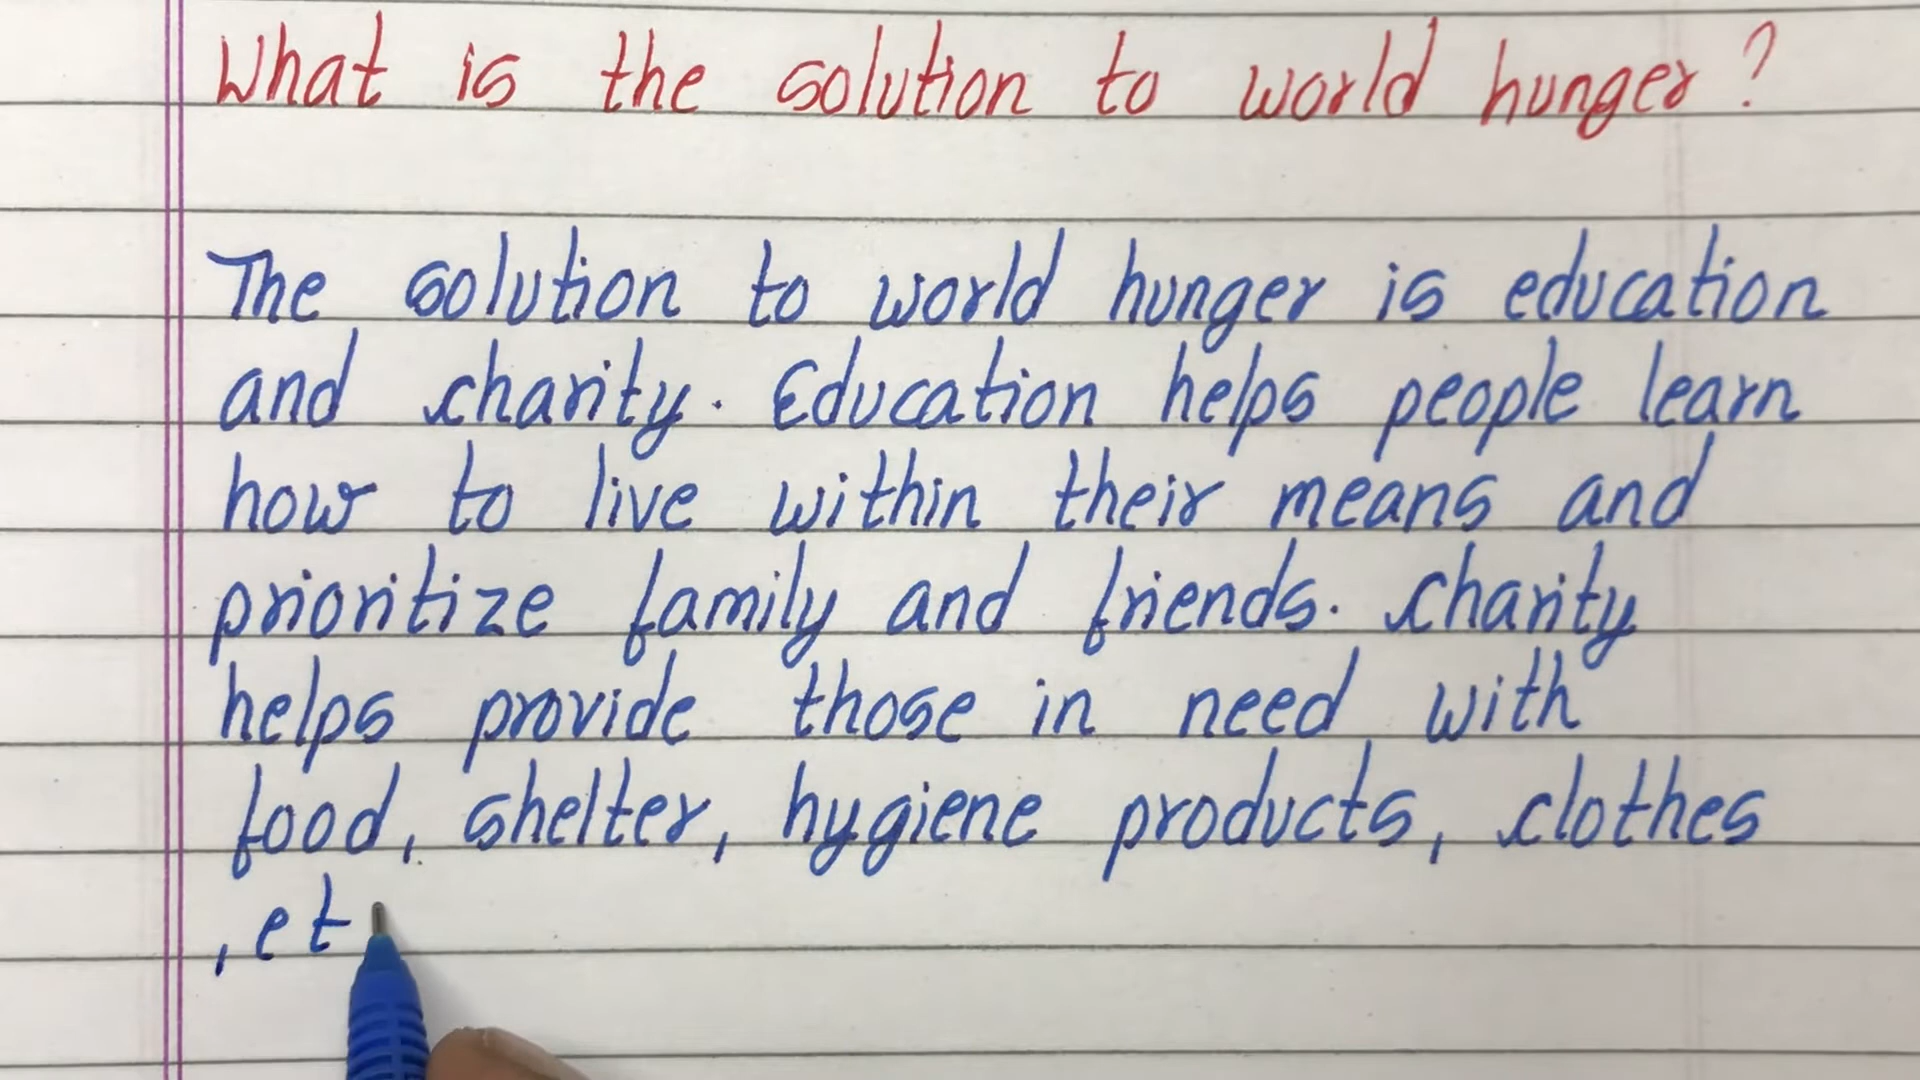 What is the solution to world hunger?
The solution to world hunger is education
and charity. Education helps people learn
how to live within their means and
prioritize family and friends. charity
helps provide those in need with
food, shelter, hygiene products, clothes
, et